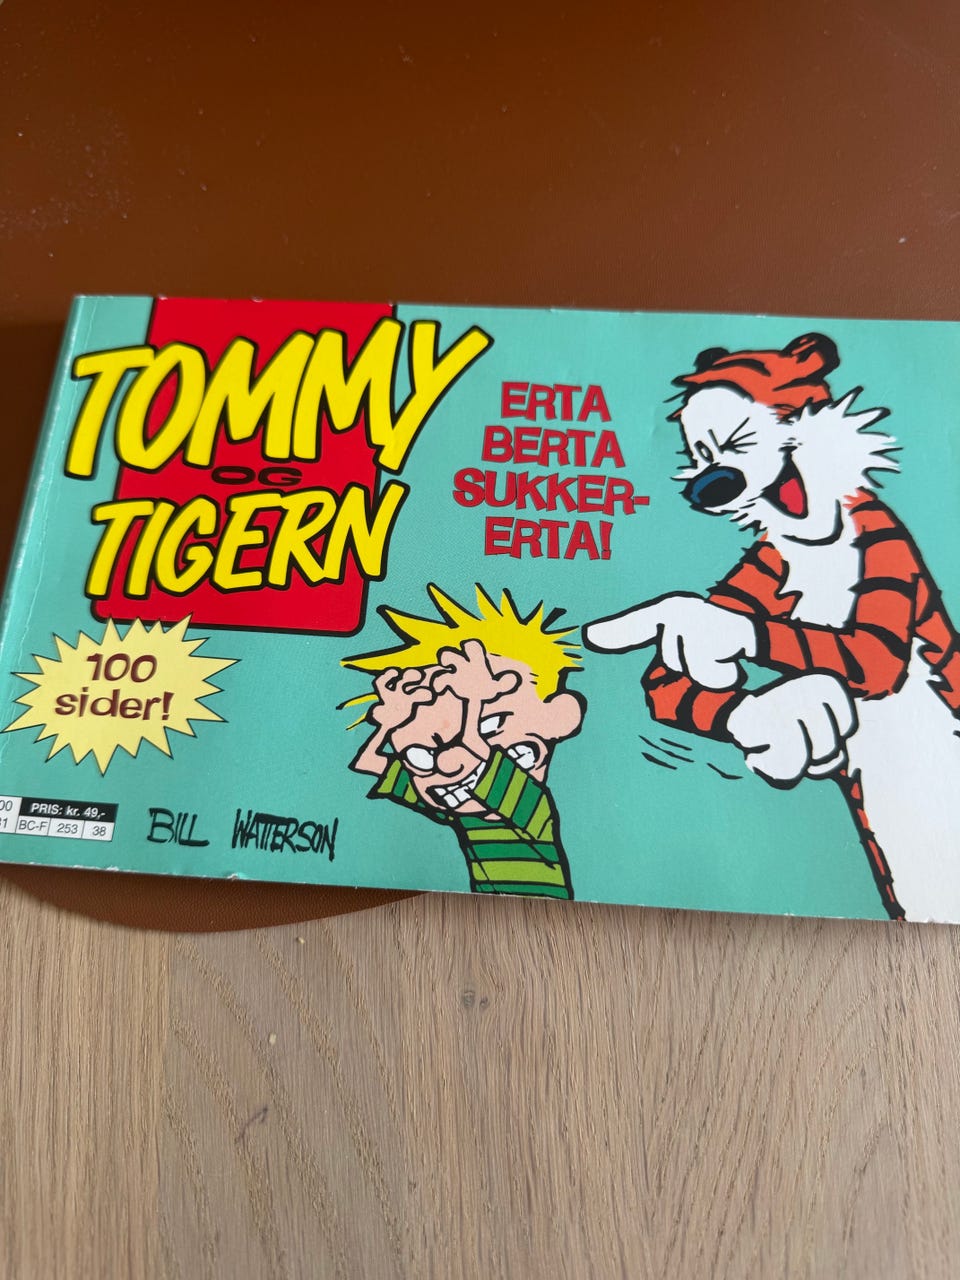 TOMMY
OG
TIGERN
ERTA
BERTA
SUKKER-
ERTA!
100
sider!
PRIS: kr. 49,-
BC-F 253 38
BILL WATTERSON